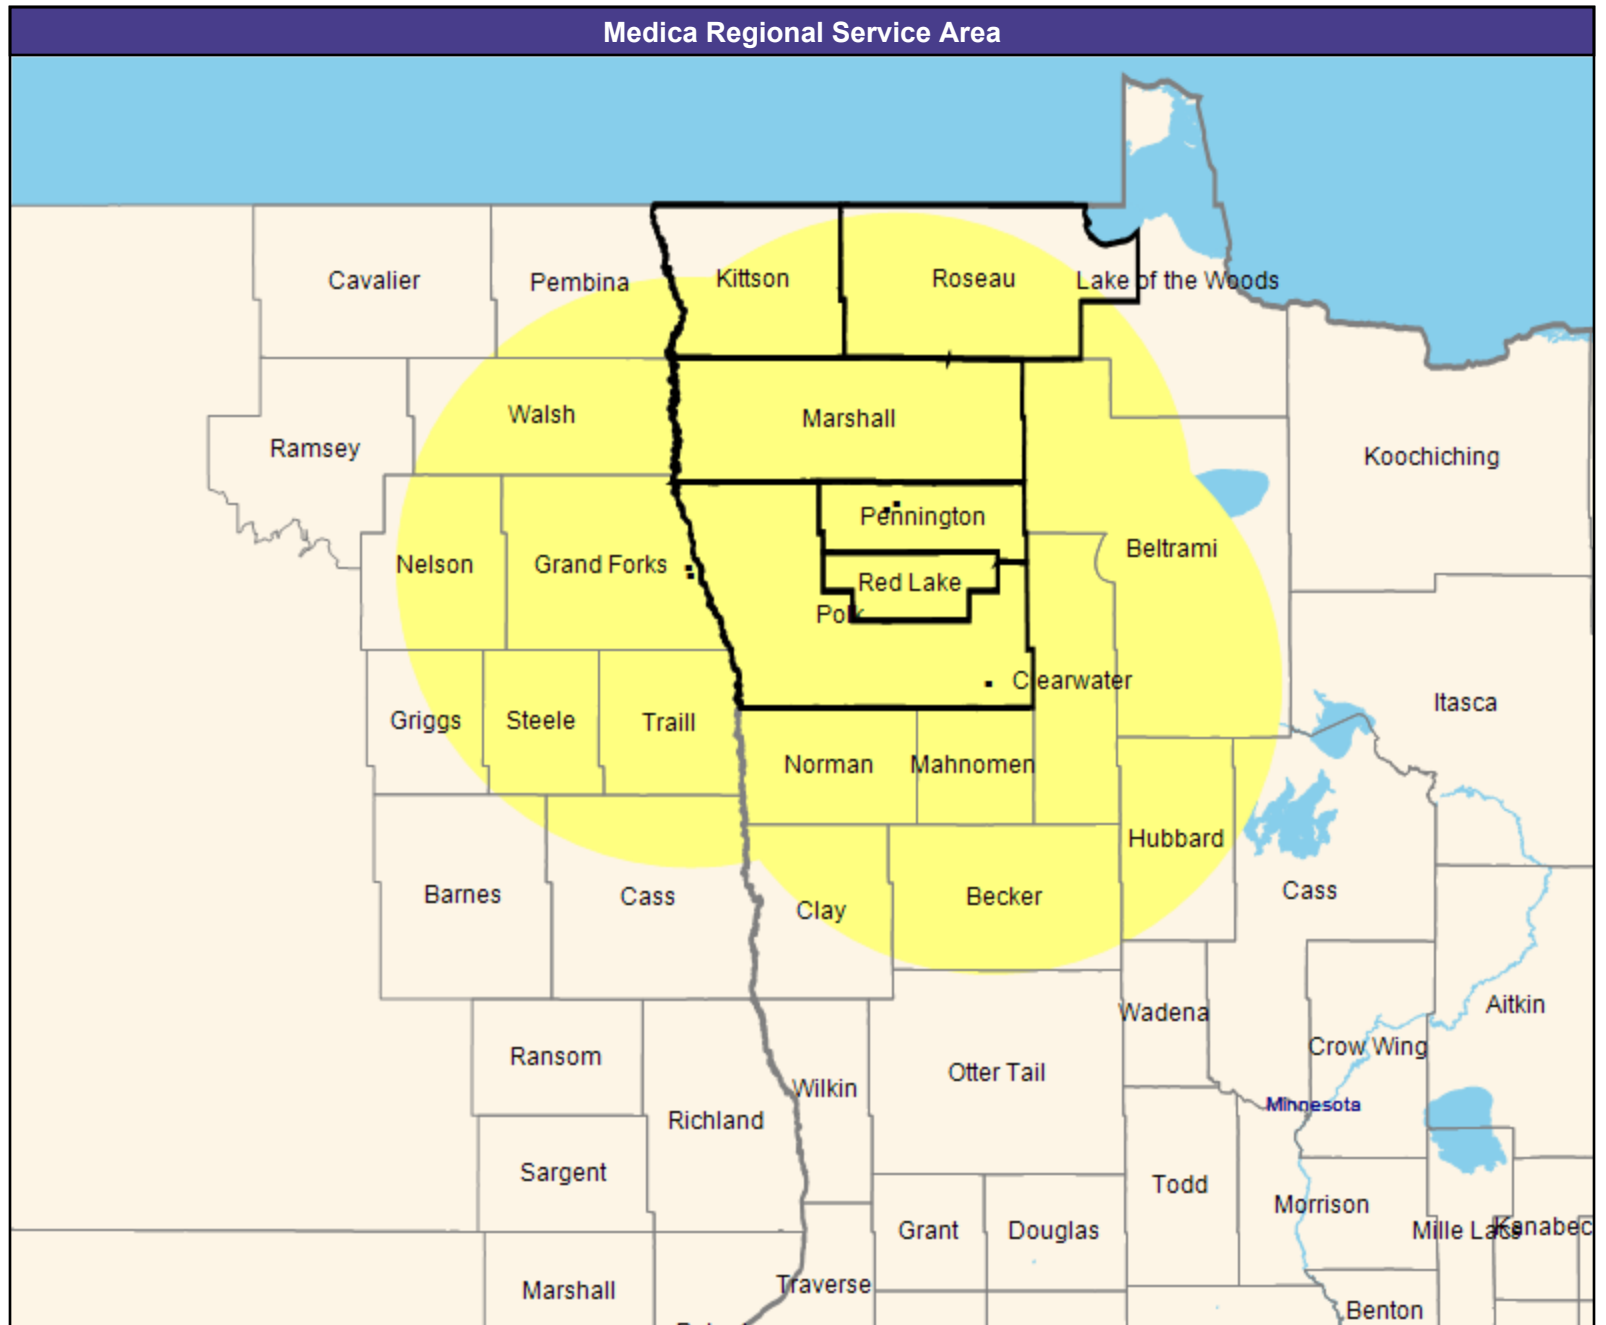 Medica Regional Service Area
Cavalier
Pembina
Kittson
Roseau
Lake of the Woods
Walsh
Marshall
Ramsey
Koochiching
Pennington
Beltrami
Nelson
Grand Forks
Red Lake
Polk
Clearwater
Itasca
Griggs
Steele
Traill
Norman
Mahnomen
Hubbard
Barnes
Cass
Clay
Becker
Cass
Aitkin
Wadena
Crow Wing
Ransom
Otter Tail
Wilkin
Minnesota
Richland
Sargent
Todd
Morrison
Grant
Douglas
Mille Lacs
Kanabec
Marshall
Traverse
Benton